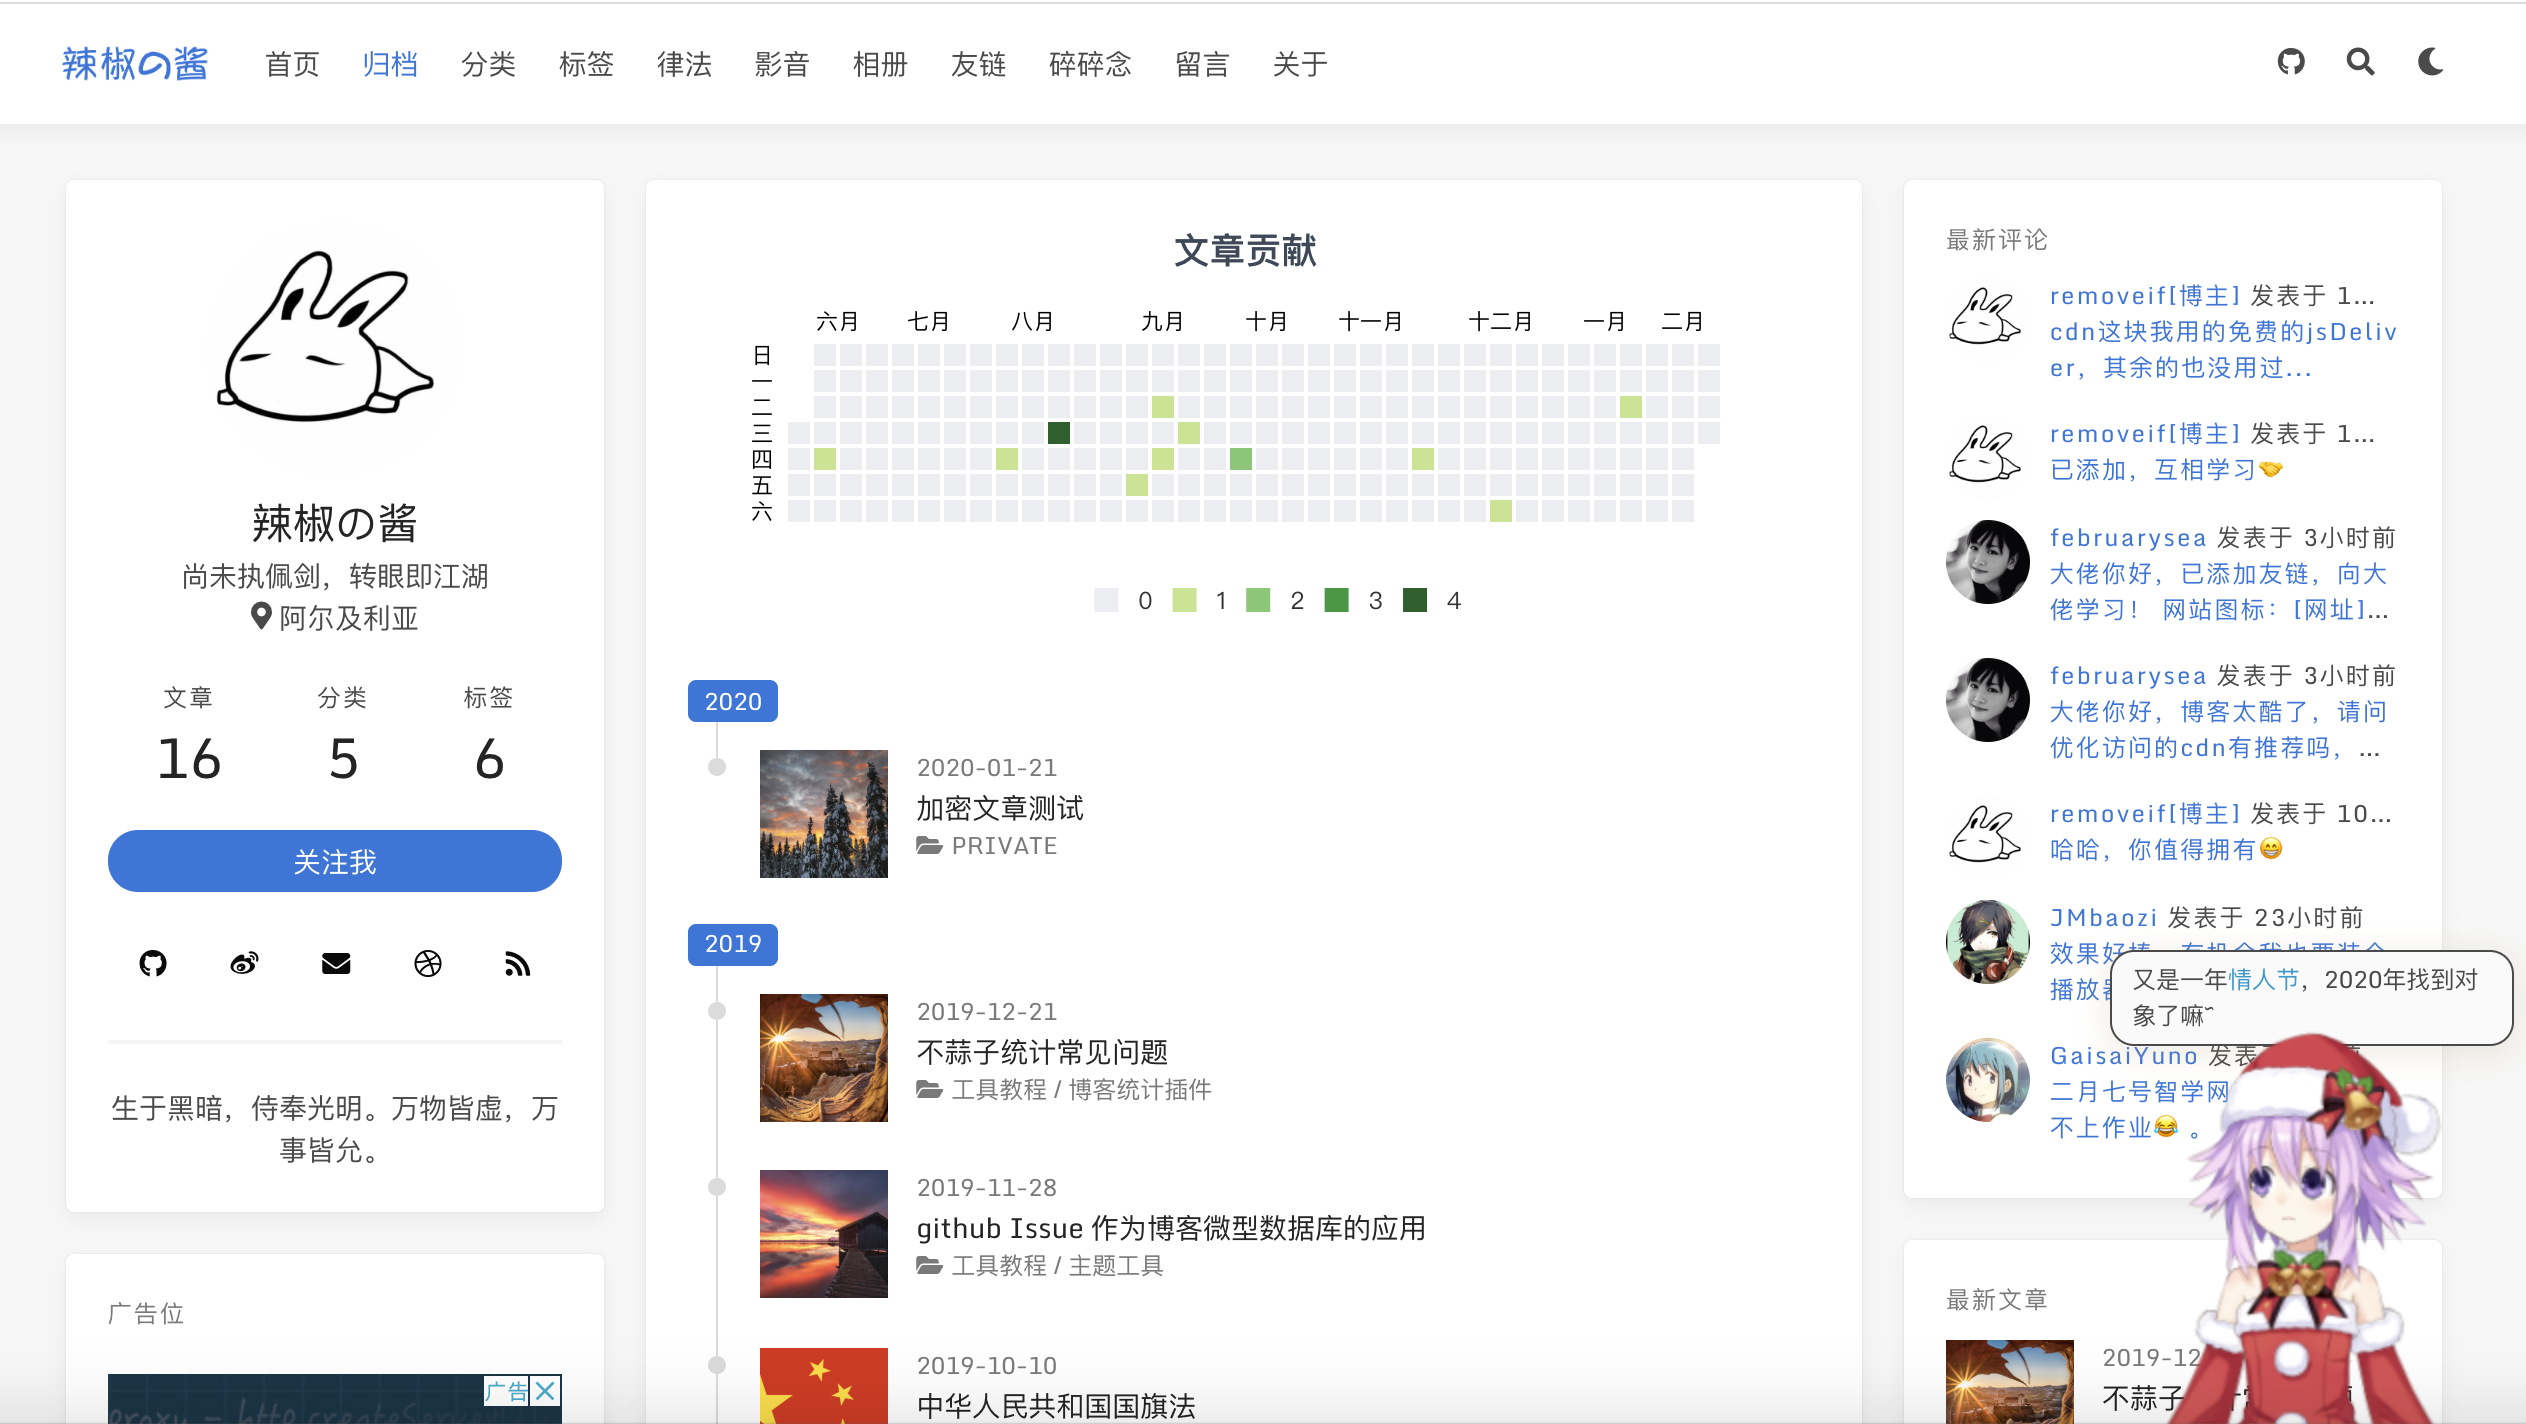 辣椒の酱 首页 归档 分类 标签 律法 影音 相册 友链 碎碎念 留言 关于
辣椒の酱
尚未执佩剑，转眼即江湖
阿尔及利亚
文章 分类 标签
16 5 6
关注我
生于黑暗，侍奉光明。万物皆虚，万
事皆允。
广告位
广告
文章贡献
六月 七月 八月 九月 十月 十一月 十二月 一月 二月
日
一
二
三
四
五
六
0 1 2 3 4
2020
2020-01-21
加密文章测试
PRIVATE
2019
2019-12-21
不蒜子统计常见问题
工具教程 / 博客统计插件
2019-11-28
github Issue 作为博客微型数据库的应用
工具教程 / 主题工具
2019-10-10
中华人民共和国国旗法
最新评论
removeif[博主] 发表于 1...
cdn这块我用的免费的jsDeliv
er，其余的也没用过...
removeif[博主] 发表于 1...
已添加，互相学习🤝
februarysea 发表于 3小时前
大佬你好，已添加友链，向大
佬学习！ 网站图标：[网址]...
februarysea 发表于 3小时前
大佬你好，博客太酷了，请问
优化访问的cdn有推荐吗，...
removeif[博主] 发表于 10...
哈哈，你值得拥有😁
JMbaozi 发表于 23小时前
效果好棒
播放
又是一年情人节，2020年找到对
象了嘛~
GaisaiYuno 发表
二月七号智学网
不上作业😂 。
最新文章
2019-12
不蒜子